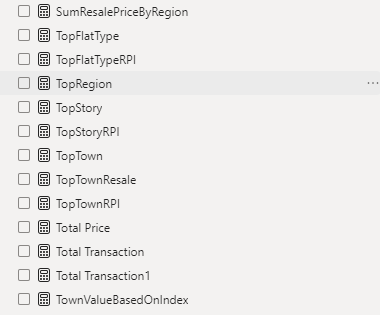 SumResalePriceByRegion
TopFlatType
TopFlatTypeRPI
TopRegion
TopStory
TopStoryRPI
TopTown
TopTownResale
TopTownRPI
Total Price
Total Transaction
Total Transaction1
TownValueBasedOnIndex